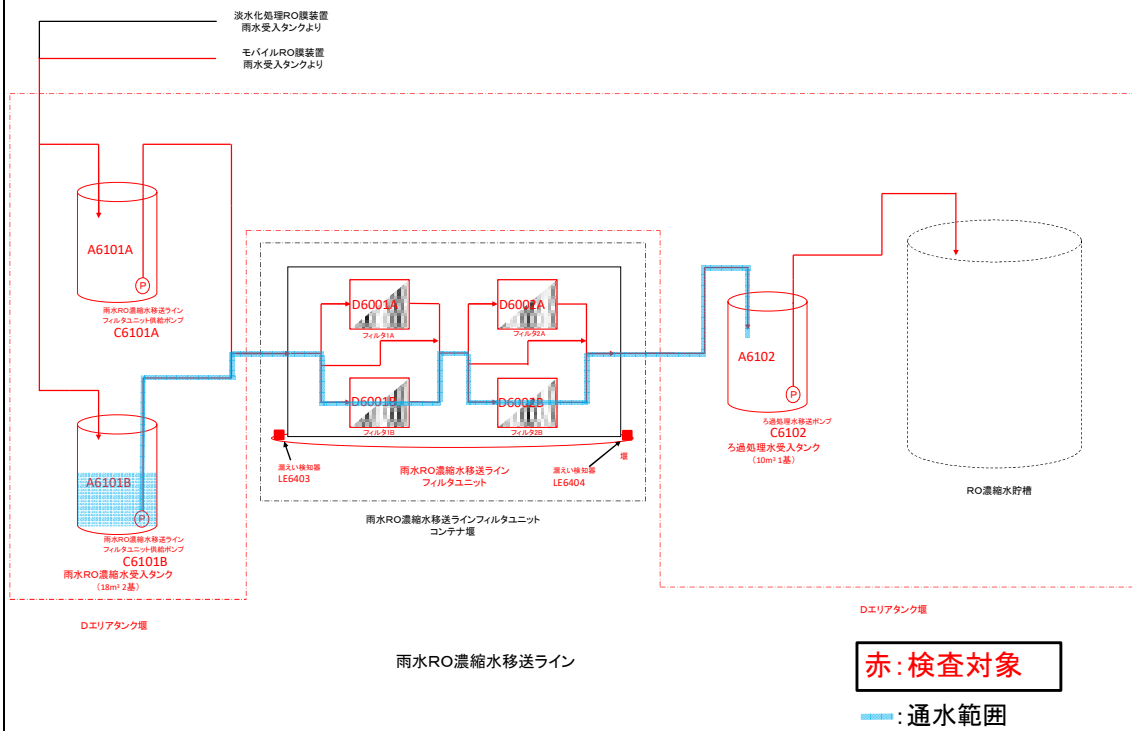 淡水化処理RO膜装置
雨水受入タンクより
モバイルRO膜装置
雨水受入タンクより
A6101A
P
雨水RO濃縮水移送ライン
フィルタユニット供給ポンプ
C6101A
A6101B
P
雨水RO濃縮水移送ライン
フィルタユニット供給ポンプ
C6101B
雨水RO濃縮水受入タンク
(18m³ 2基)
Dエリアタンク堰
D6001A
フィルタ1A
D6002A
フィルタ2A
D6001B
フィルタ1B
D6002B
フィルタ2B
漏えい検知器
LE6403
雨水RO濃縮水移送ライン
フィルタユニット
漏えい検知器
LE6404
堰
雨水RO濃縮水移送ラインフィルタユニット
コンテナ堰
A6102
P
ろ過処理水移送ポンプ
C6102
ろ過処理水受入タンク
(10m³ 1基)
RO濃縮水貯槽
Dエリアタンク堰
雨水RO濃縮水移送ライン
赤：検査対象
：通水範囲